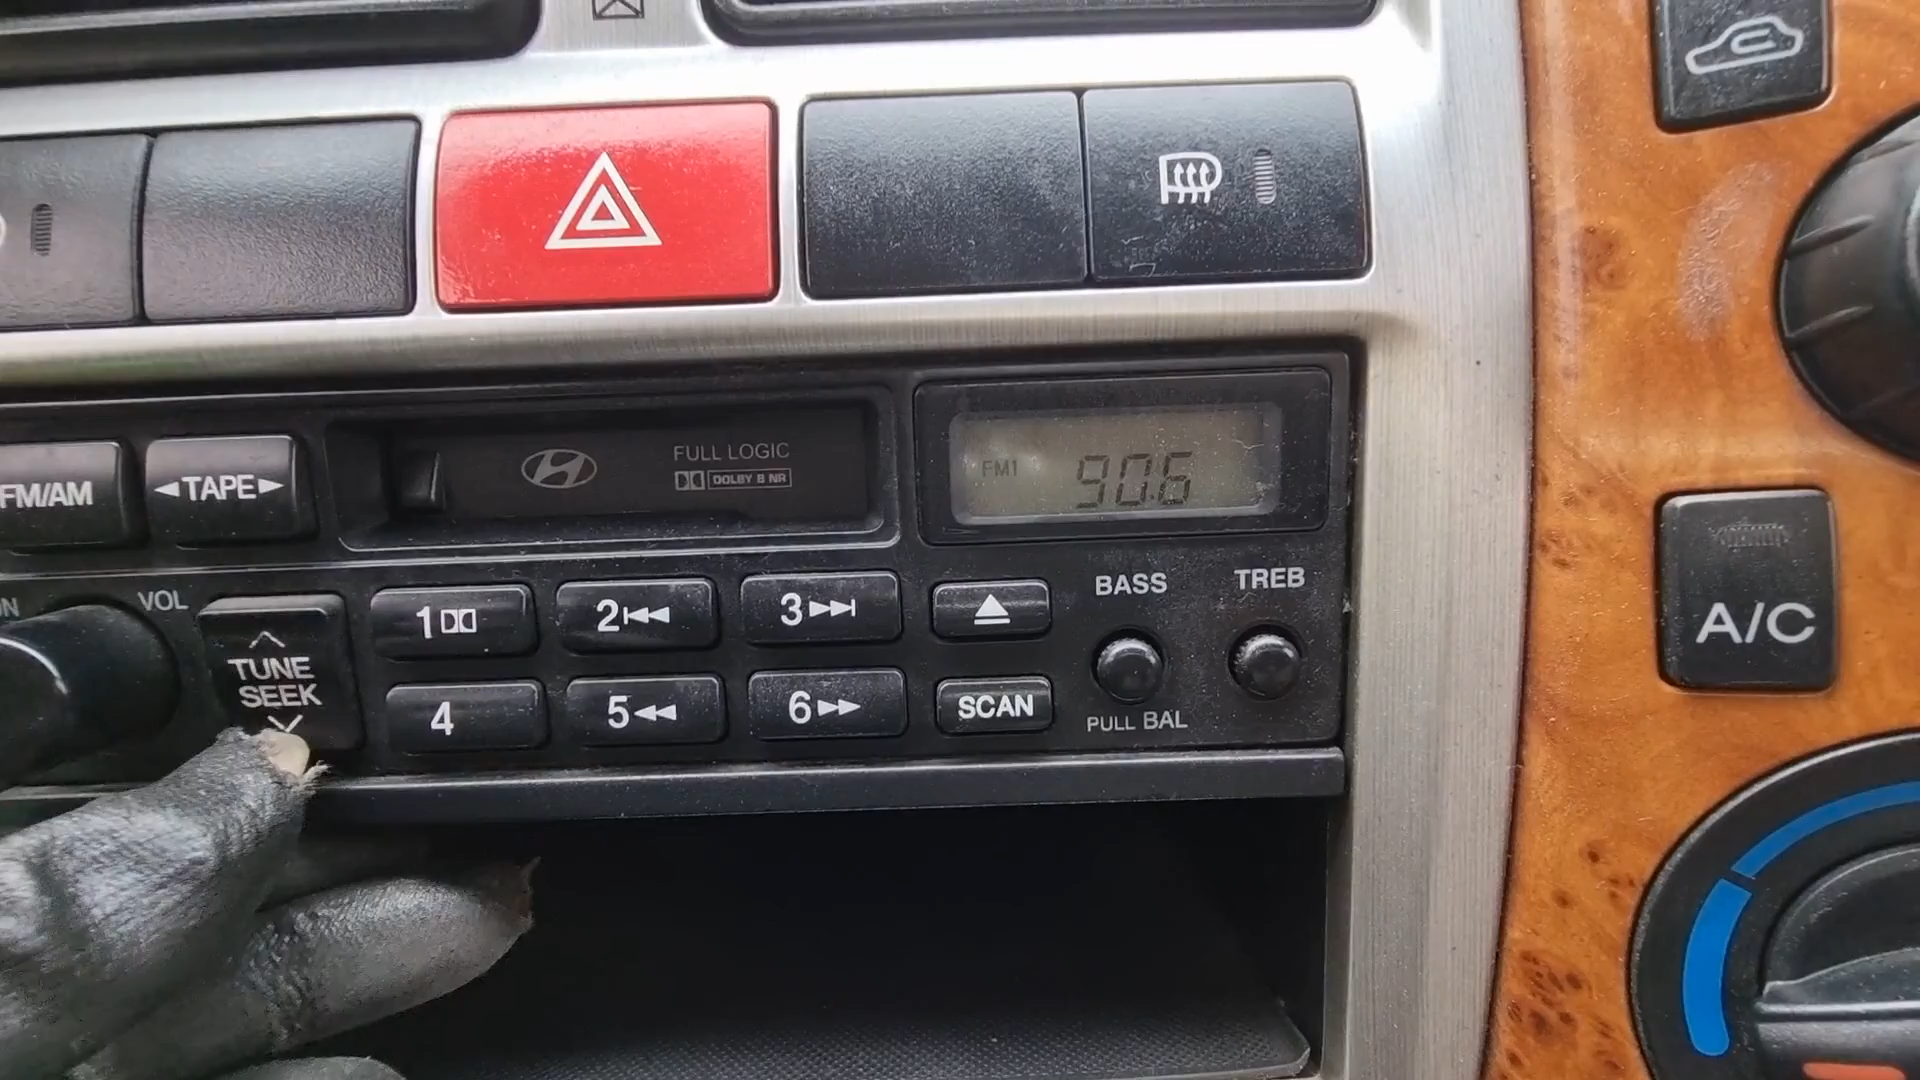 FULL LOGIC
DOLBY B NR
FM1 90.6
FM/AM
◄TAPE►
VOL
TUNE
SEEK
1
2
3
BASS
TREB
4
5
6
SCAN
PULL BAL
A/C